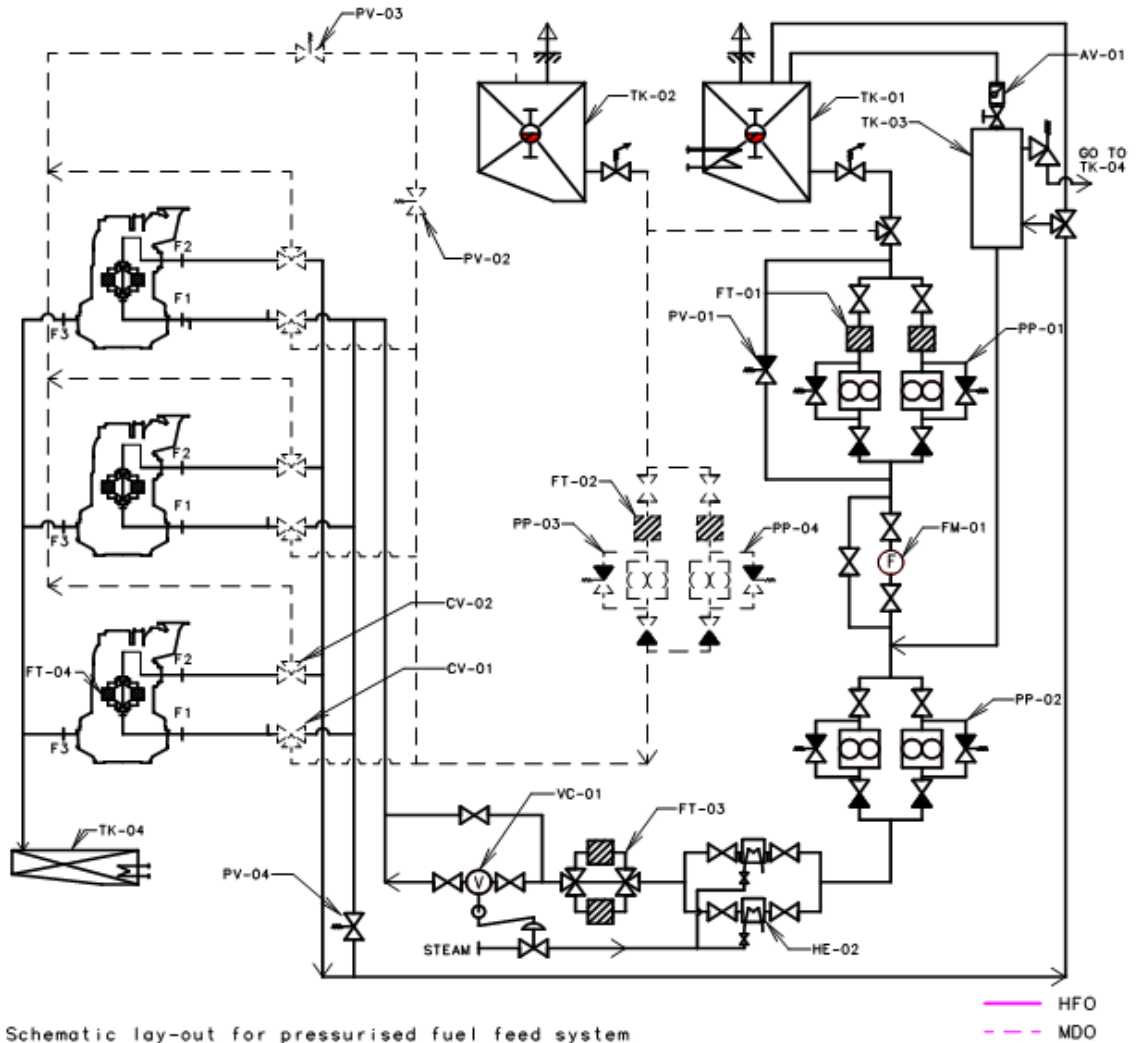 PV-03
AV-01
TK-02
TK-01
TK-03
GO TO
TK-04
F2
PV-02
FT-01
F1
PV-01
PP-01
F3
F2
FT-02
F1
PP-03
PP-04
FM-01
F
F3
CV-02
F2
CV-01
FT-04
F1
PP-02
F3
VC-01
FT-03
TK-04
PV-04
V
STEAM
HE-02
HFO
Schematic lay-out for pressurised fuel feed system
MDO